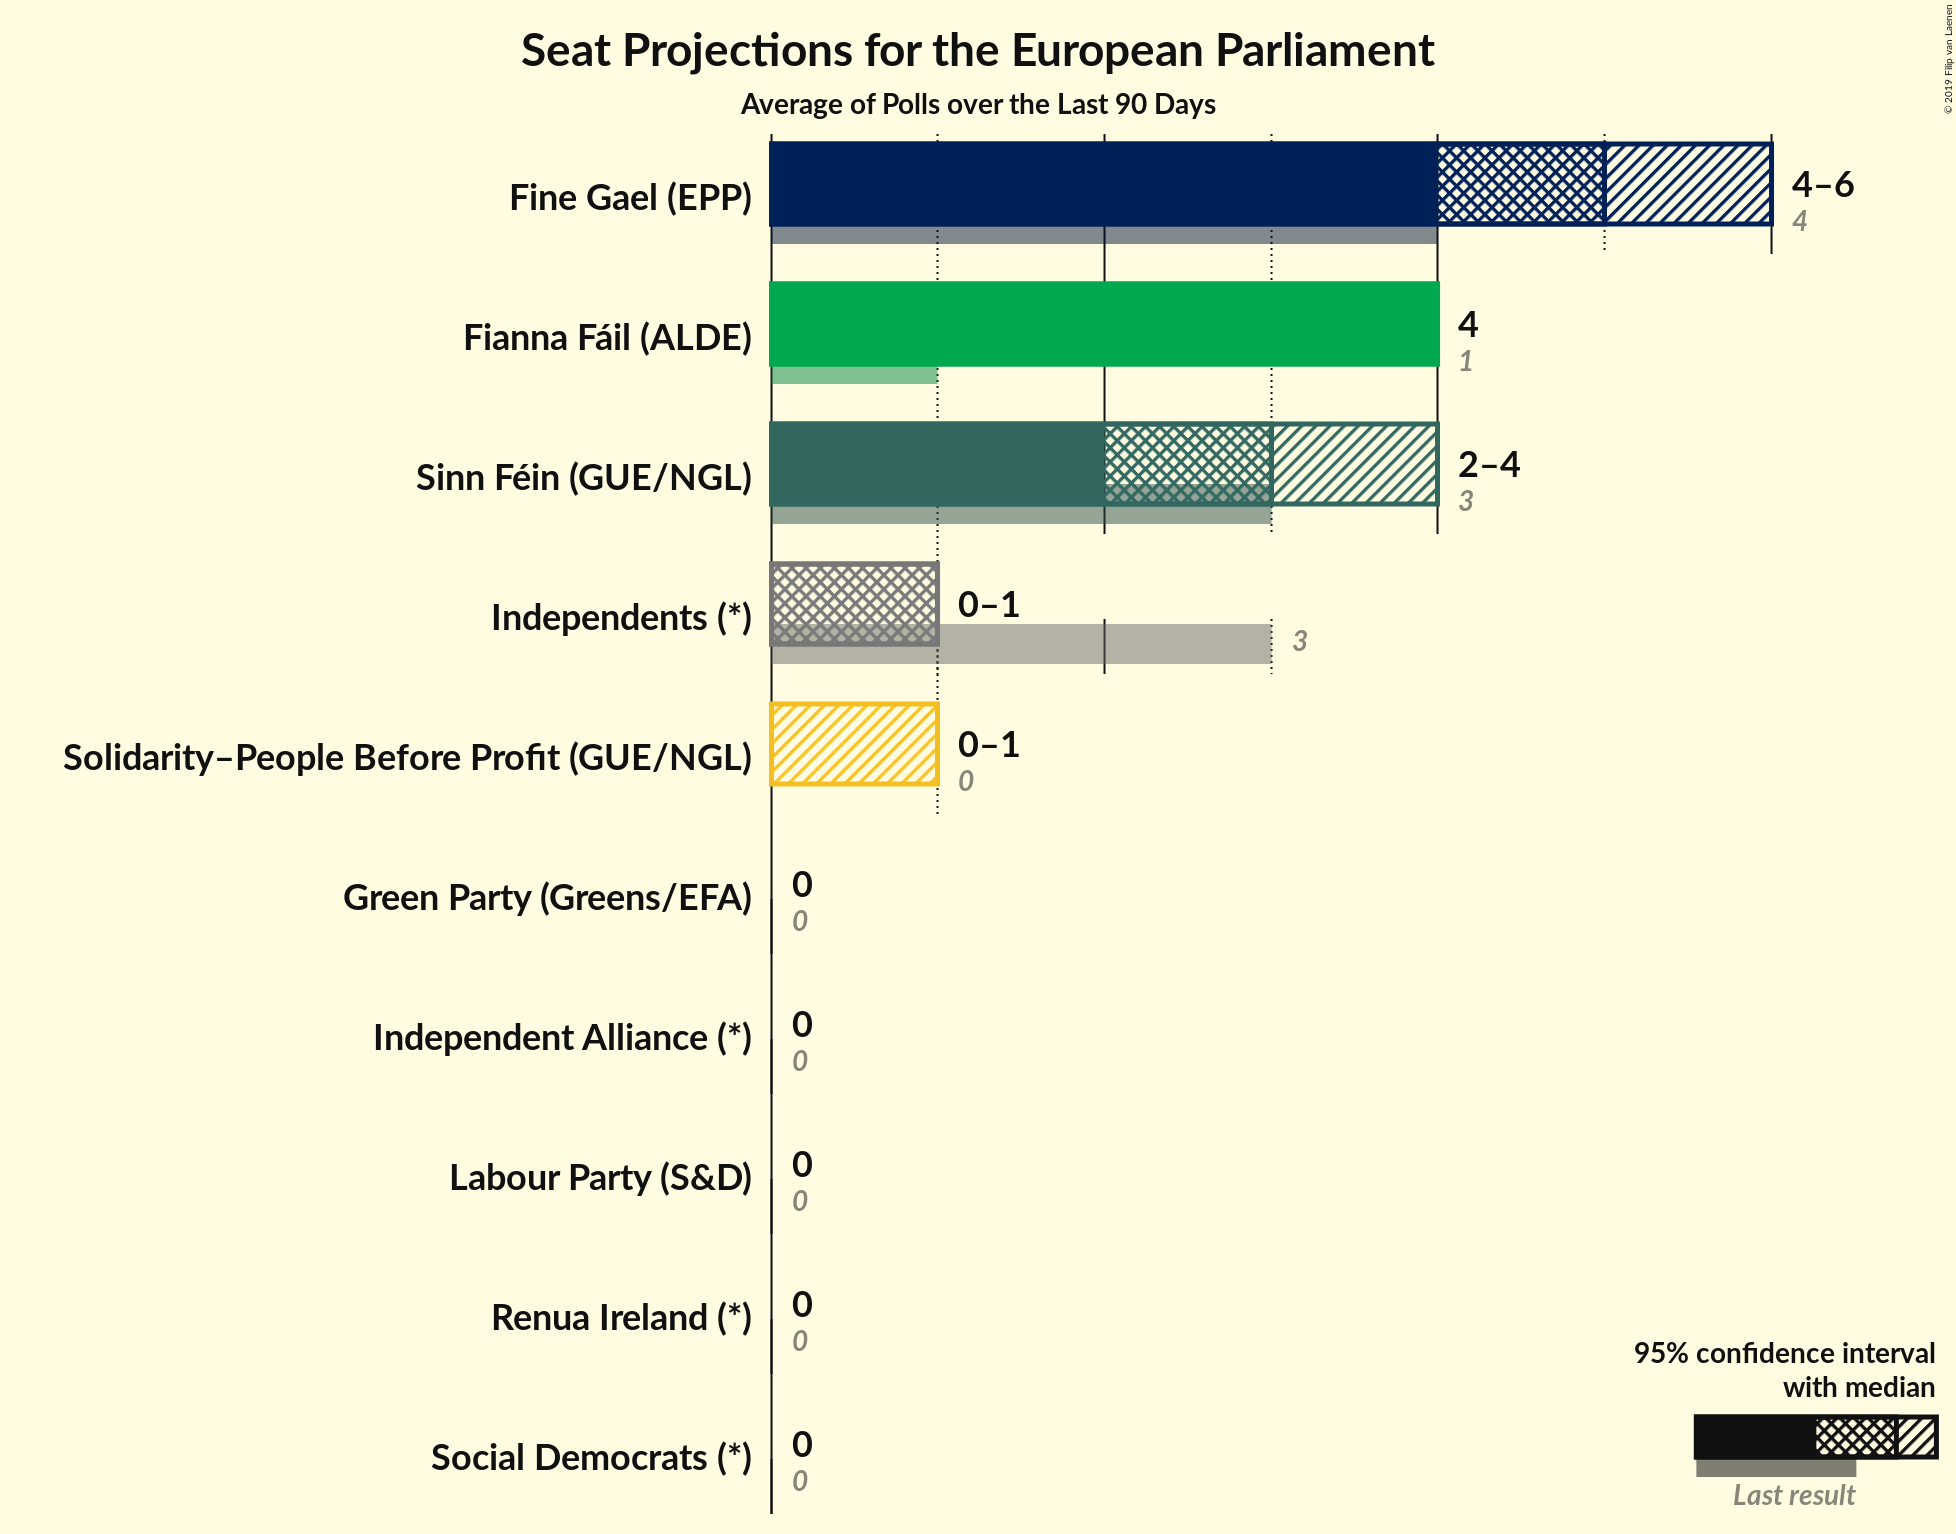 Seat Projections for the European Parliament
Average of Polls over the Last 90 Days
© 2019 Filip van Laenen
Fine Gael (EPP)
4–6
4
Fianna Fáil (ALDE)
4
1
Sinn Féin (GUE/NGL)
2–4
3
Independents (*)
0–1
3
Solidarity–People Before Profit (GUE/NGL)
0–1
0
Green Party (Greens/EFA)
0
0
Independent Alliance (*)
0
0
Labour Party (S&D)
0
0
Renua Ireland (*)
0
0
Social Democrats (*)
0
0
95% confidence interval
with median
Last result